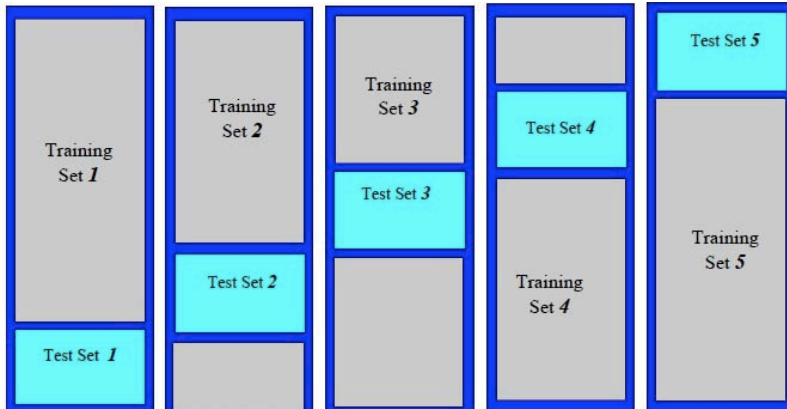 Training
Set 1
Test Set 1
Training
Set 2
Test Set 2
Training
Set 3
Test Set 3
Test Set 4
Training
Set 4
Test Set 5
Training
Set 5